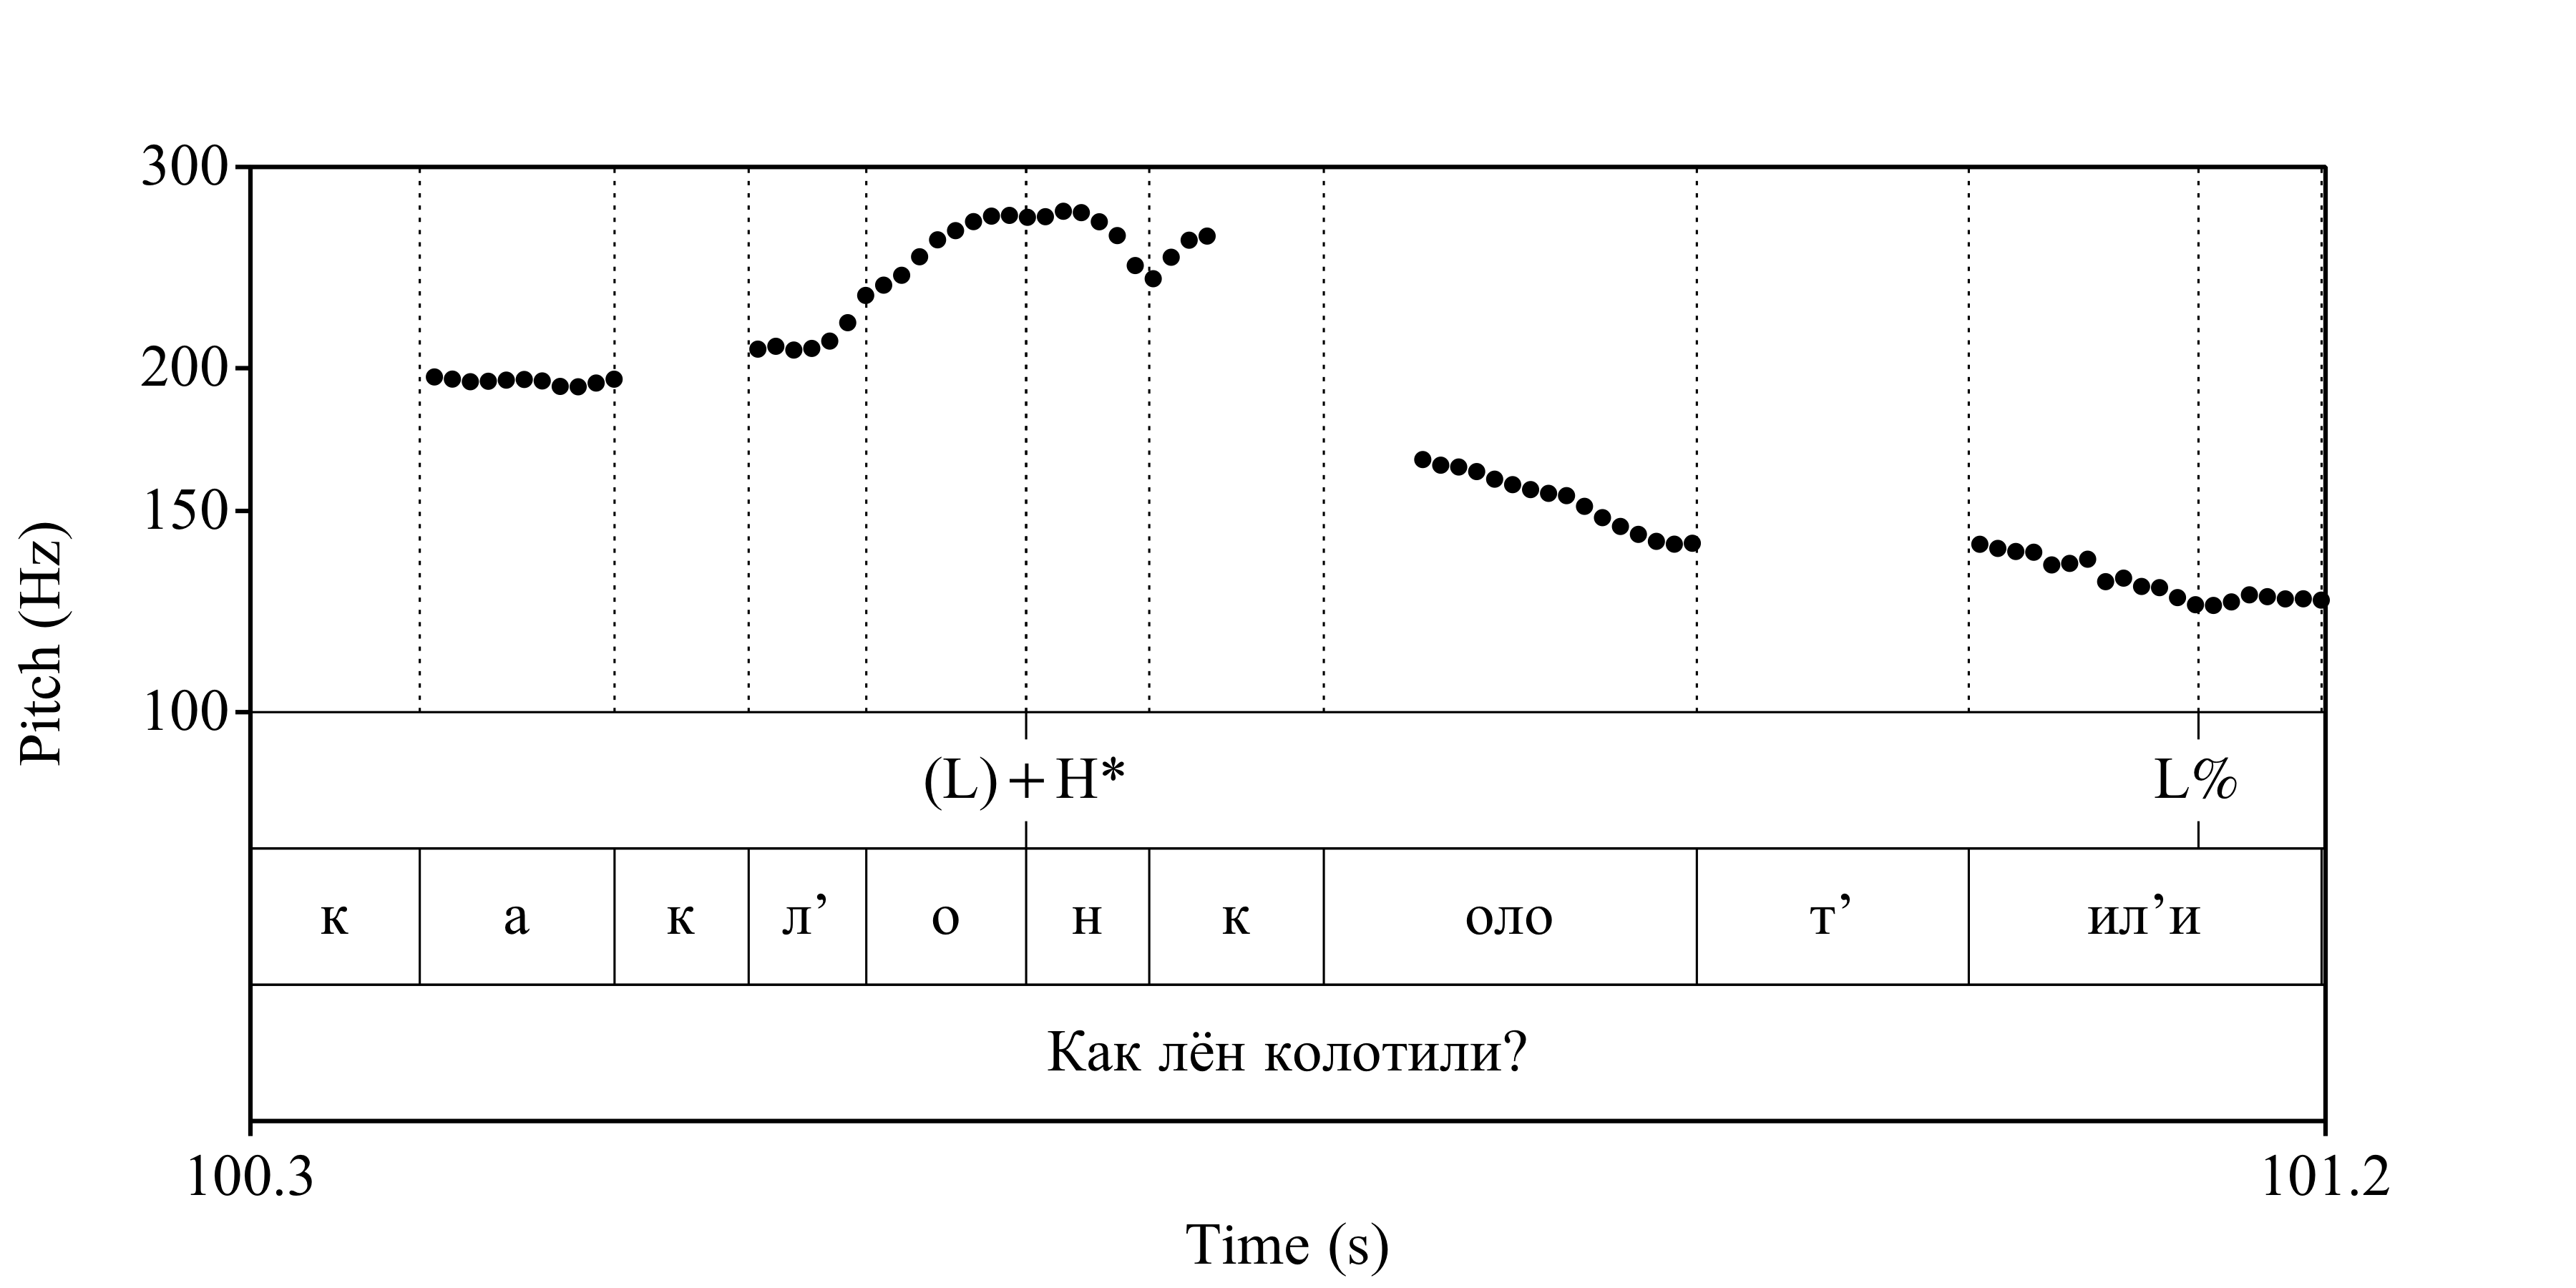 300
200
150
100
Pitch (Hz)
(L)+H* L%
к а к л’ о н к оло т’ ил’и
Как лён колотили?
100.3 101.2
Time (s)